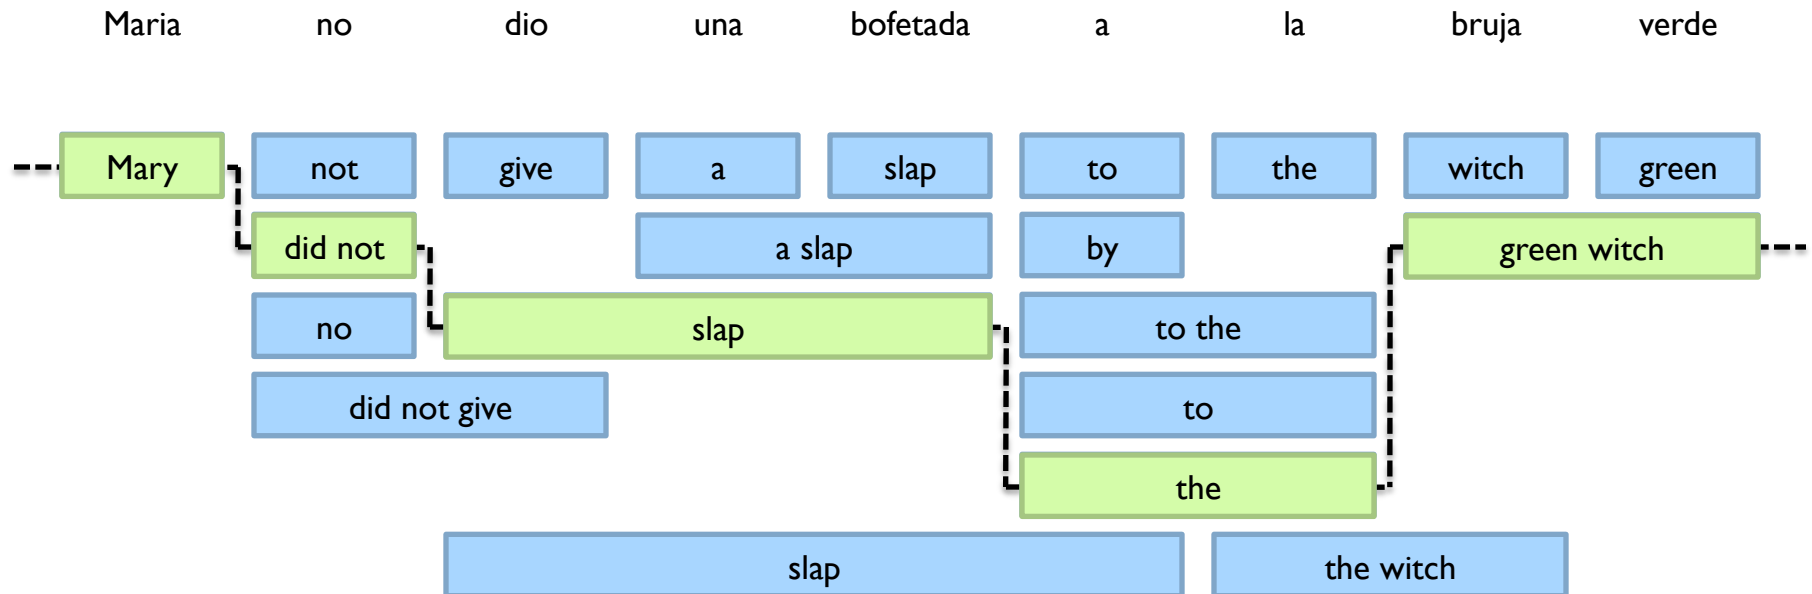 Maria no dio una bofetada a la bruja verde
Mary not give a slap to the witch green
did not a slap by green witch
no slap to the
did not give to
the
slap the witch